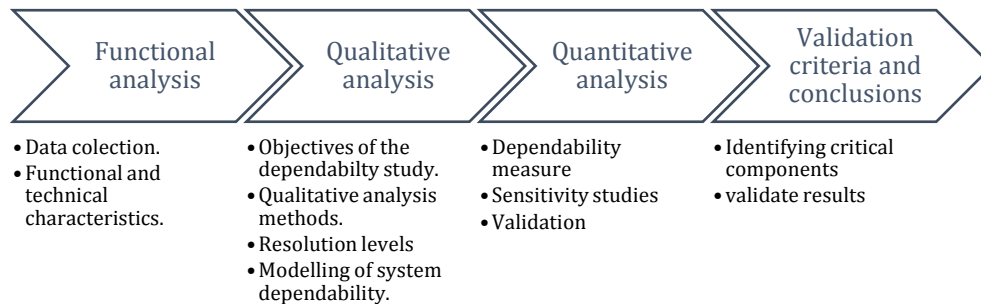 Functional
analysis
Qualitative
analysis
Quantitative
analysis
Validation
criteria and
conclusions
• Data colection.
• Functional and
technical
characteristics.
• Objectives of the
dependabilty study.
• Qualitative analysis
methods.
• Resolution levels
• Modelling of system
dependability.
• Dependability
measure
• Sensitivity studies
• Validation
• Identifying critical
components
• validate results